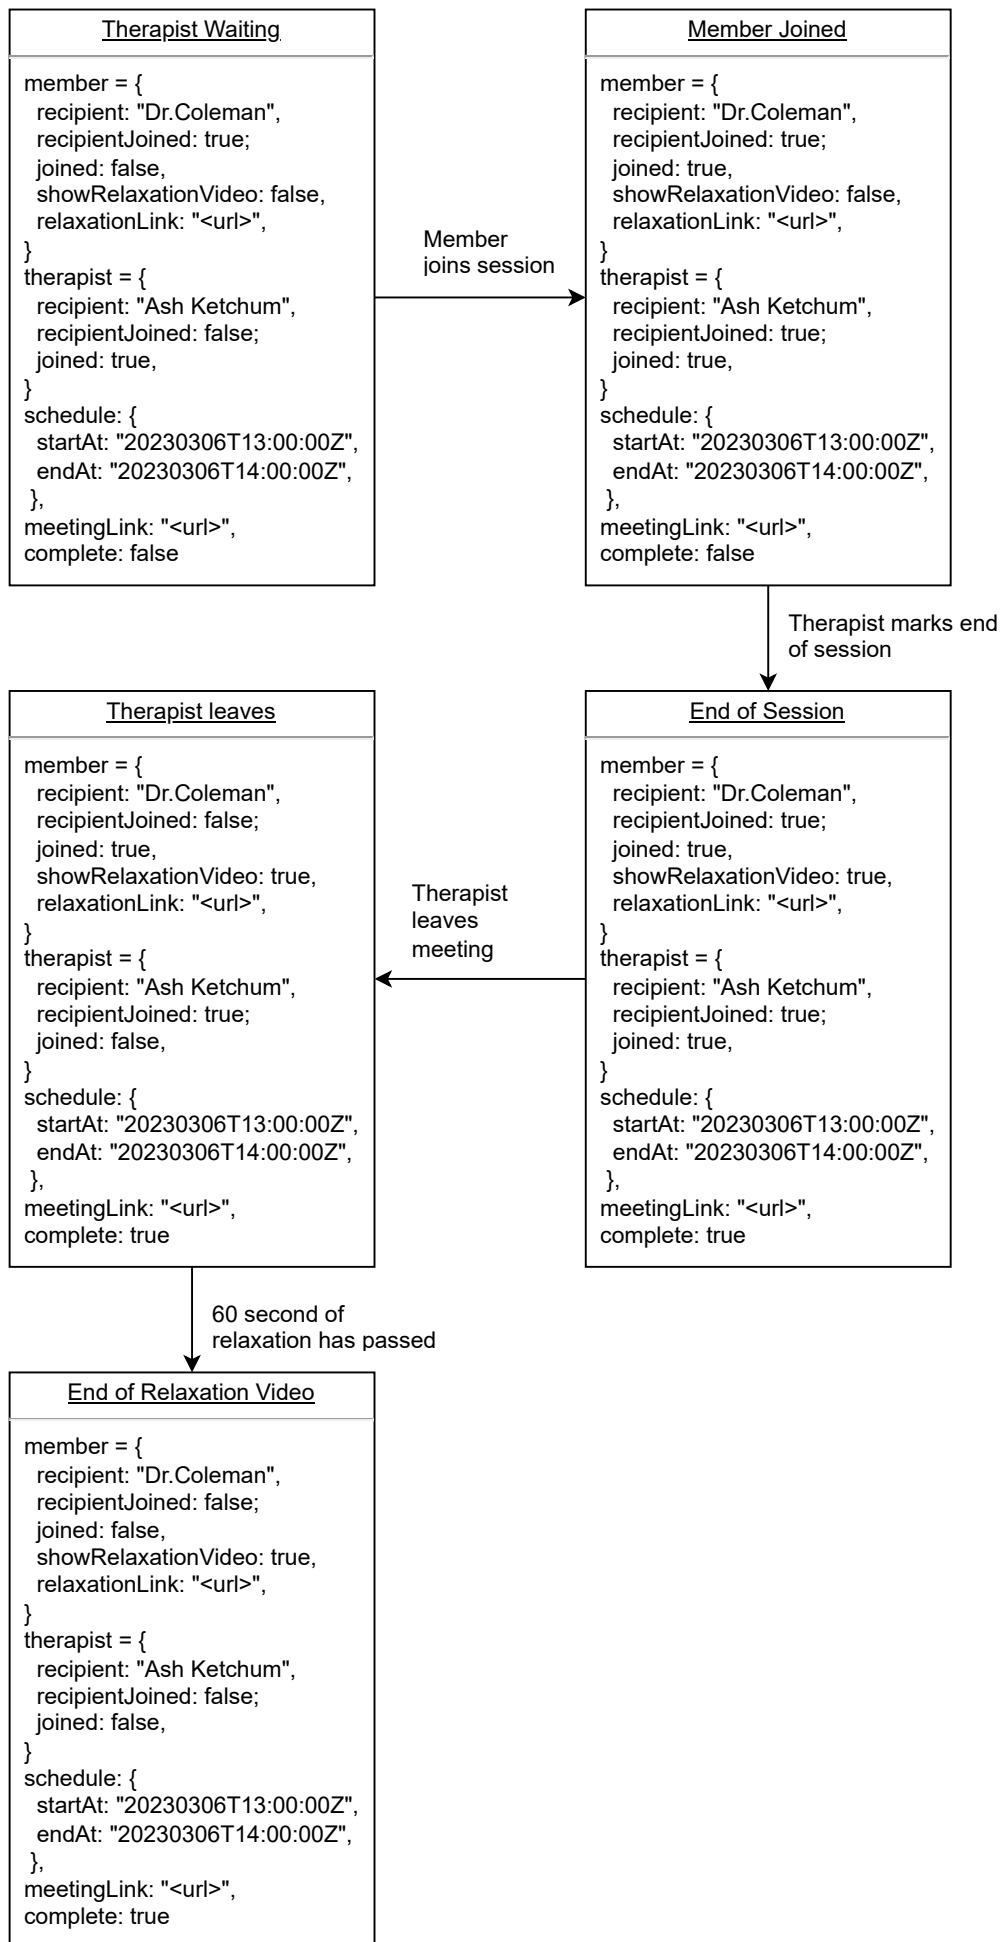 Therapist Waiting
member = {
recipient: "Dr.Coleman",
recipientJoined: true;
joined: false,
showRelaxationVideo: false,
relaxationLink: "<url>",
}
therapist = {
recipient: "Ash Ketchum",
recipientJoined: false;
joined: true,
}
schedule: {
startAt: "20230306T13:00:00Z",
endAt: "20230306T14:00:00Z",
},
meetingLink: "<url>",
complete: false
Member
joins session
Member Joined
member = {
recipient: "Dr.Coleman",
recipientJoined: true;
joined: true,
showRelaxationVideo: false,
relaxationLink: "<url>",
}
therapist = {
recipient: "Ash Ketchum",
recipientJoined: true;
joined: true,
}
schedule: {
startAt: "20230306T13:00:00Z",
endAt: "20230306T14:00:00Z",
},
meetingLink: "<url>",
complete: false
Therapist marks end
of session
End of Session
member = {
recipient: "Dr.Coleman",
recipientJoined: true;
joined: true,
showRelaxationVideo: true,
relaxationLink: "<url>",
}
therapist = {
recipient: "Ash Ketchum",
recipientJoined: true;
joined: true,
}
schedule: {
startAt: "20230306T13:00:00Z",
endAt: "20230306T14:00:00Z",
},
meetingLink: "<url>",
complete: true
Therapist
leaves
meeting
Therapist leaves
member = {
recipient: "Dr.Coleman",
recipientJoined: false;
joined: true,
showRelaxationVideo: true,
relaxationLink: "<url>",
}
therapist = {
recipient: "Ash Ketchum",
recipientJoined: true;
joined: false,
}
schedule: {
startAt: "20230306T13:00:00Z",
endAt: "20230306T14:00:00Z",
},
meetingLink: "<url>",
complete: true
60 second of
relaxation has passed
End of Relaxation Video
member = {
recipient: "Dr.Coleman",
recipientJoined: false;
joined: false,
showRelaxationVideo: true,
relaxationLink: "<url>",
}
therapist = {
recipient: "Ash Ketchum",
recipientJoined: false;
joined: false,
}
schedule: {
startAt: "20230306T13:00:00Z",
endAt: "20230306T14:00:00Z",
},
meetingLink: "<url>",
complete: true